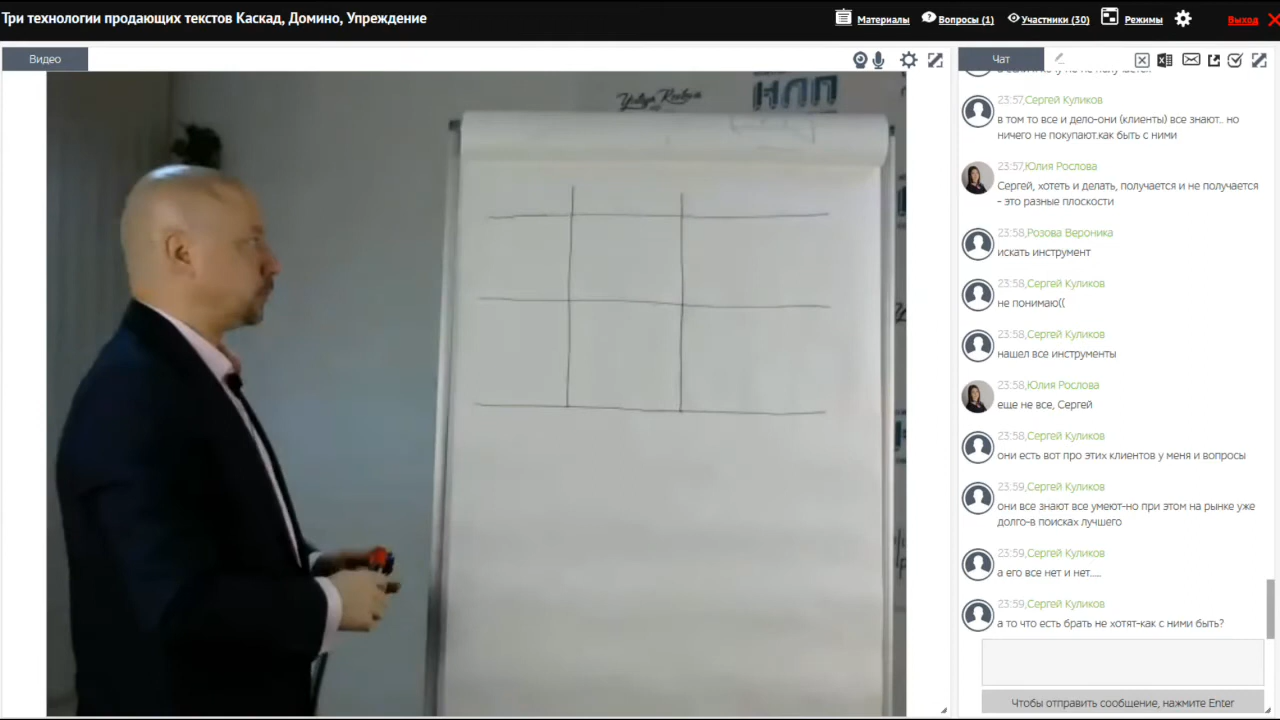 Три технологии продающих текстов Каскад, Домино, Упреждение
Материалы
Вопросы (1)
Участники (30)
Режимы
Выход
Видео
НЛП
Чат
23:57,Сергей Куликов
в том то все и дело-они (клиенты) все знают.. но
ничего не покупают.как быть с ними
23:57,Юлия Рослова
Сергей, хотеть и делать, получается и не получается
- это разные плоскости
23:58,Розова Вероника
искать инструмент
23:58,Сергей Куликов
не понимаю((
23:58,Сергей Куликов
нашел все инструменты
23:58,Юлия Рослова
еще не все, Сергей
23:58,Сергей Куликов
они есть вот про этих клиентов у меня и вопросы
23:59,Сергей Куликов
они все знают все умеют-но при этом на рынке уже
долго-в поисках лучшего
23:59,Сергей Куликов
а его все нет и нет.....
23:59,Сергей Куликов
а то что есть брать не хотят-как с ними быть?
Чтобы отправить сообщение, нажмите Enter